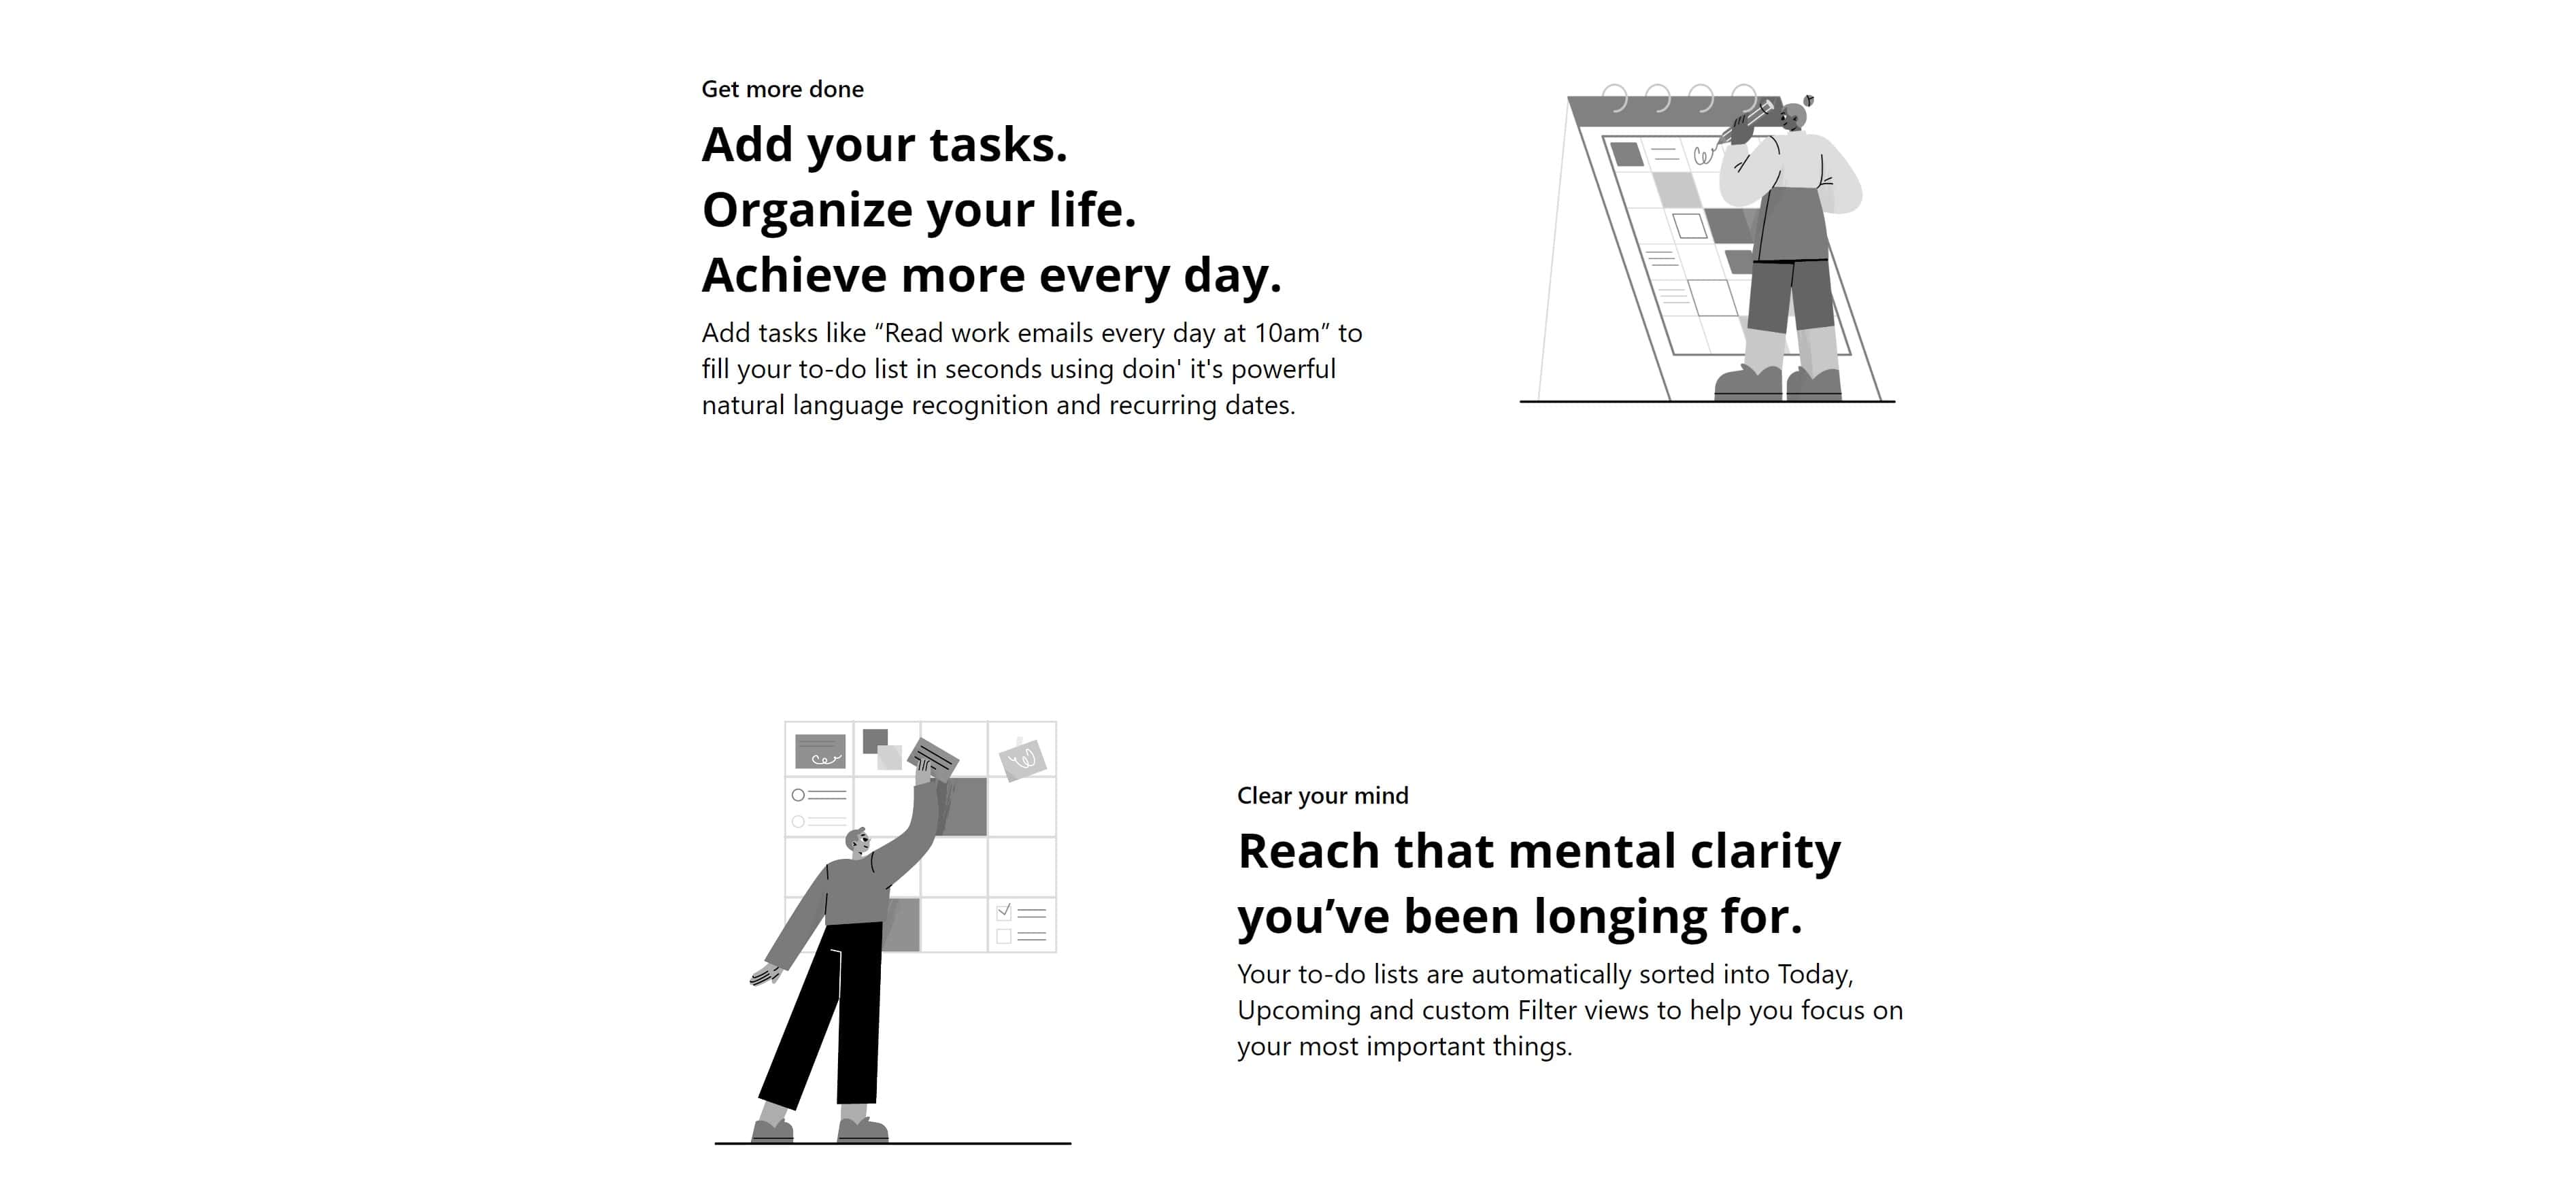 Get more done
Add your tasks.
Organize your life.
Achieve more every day.
Add tasks like “Read work emails every day at 10am” to
fill your to-do list in seconds using doin' it's powerful
natural language recognition and recurring dates.
Clear your mind
Reach that mental clarity
you’ve been longing for.
Your to-do lists are automatically sorted into Today,
Upcoming and custom Filter views to help you focus on
your most important things.